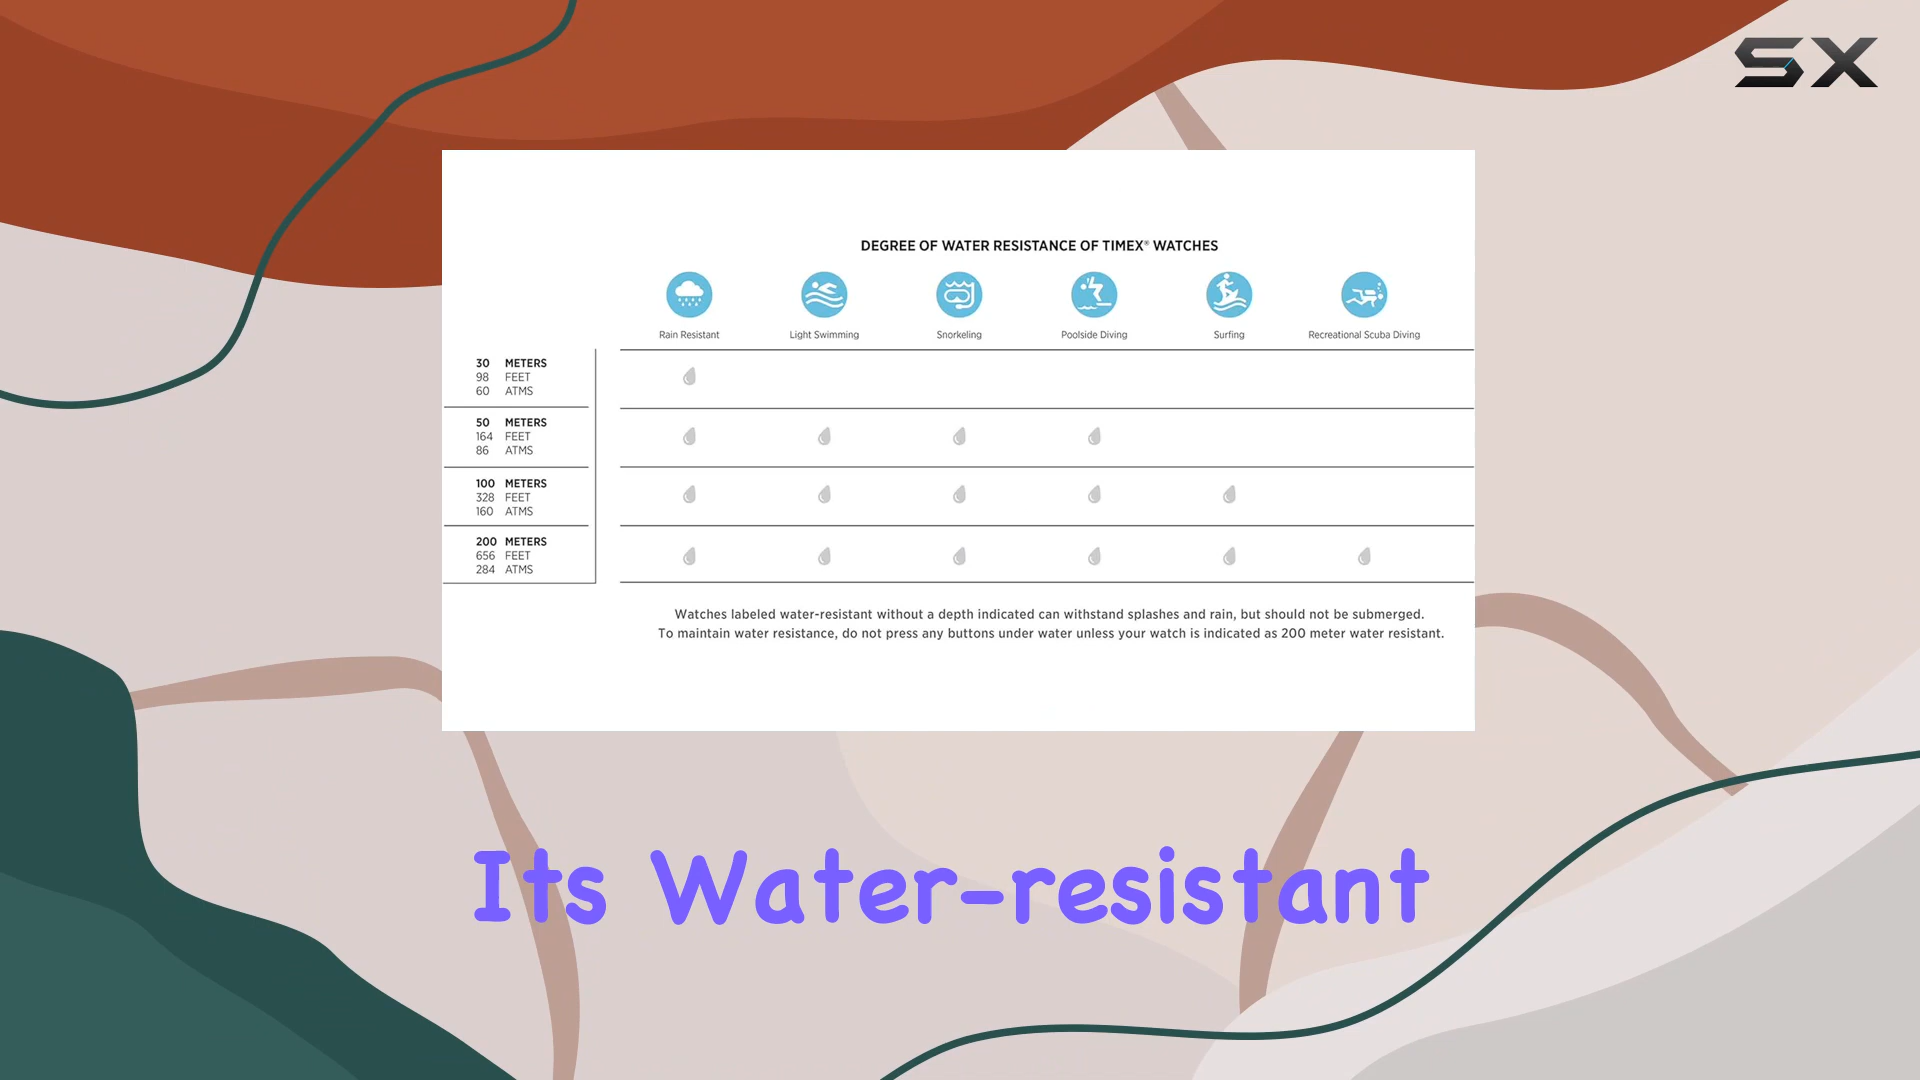 SX
DEGREE OF WATER RESISTANCE OF TIMEX® WATCHES
Rain Resistant Light Swimming Snorkeling Poolside Diving Surfing Recreational Scuba Diving
30 METERS
98 FEET
60 ATMS
50 METERS
164 FEET
86 ATMS
100 METERS
328 FEET
160 ATMS
200 METERS
656 FEET
284 ATMS
Watches labeled water-resistant without a depth indicated can withstand splashes and rain, but should not be submerged.
To maintain water resistance, do not press any buttons under water unless your watch is indicated as 200 meter water resistant.
Its Water-resistant